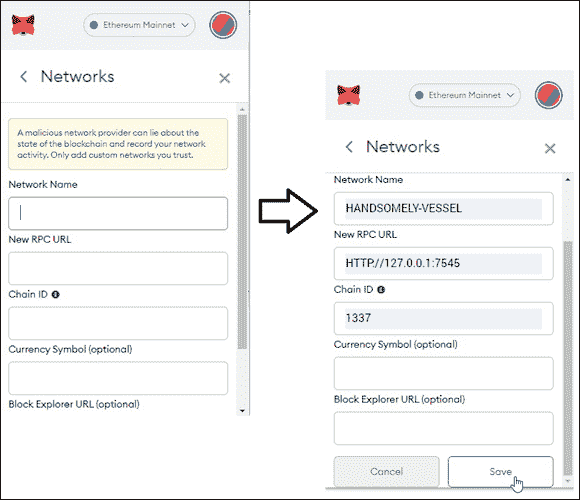 Ethereum Mainnet
Networks
A malicious network provider can lie about the
state of the blockchain and record your network
activity. Only add custom networks you trust.
Network Name
New RPC URL
Chain ID
Currency Symbol (optional)
Block Explorer URL (optional)
Ethereum Mainnet
Networks
Network Name
HANDSOMELY-VESSEL
New RPC URL
HTTP://127.0.0.1:7545
Chain ID
1337
Currency Symbol (optional)
Block Explorer URL (optional)
Cancel
Save